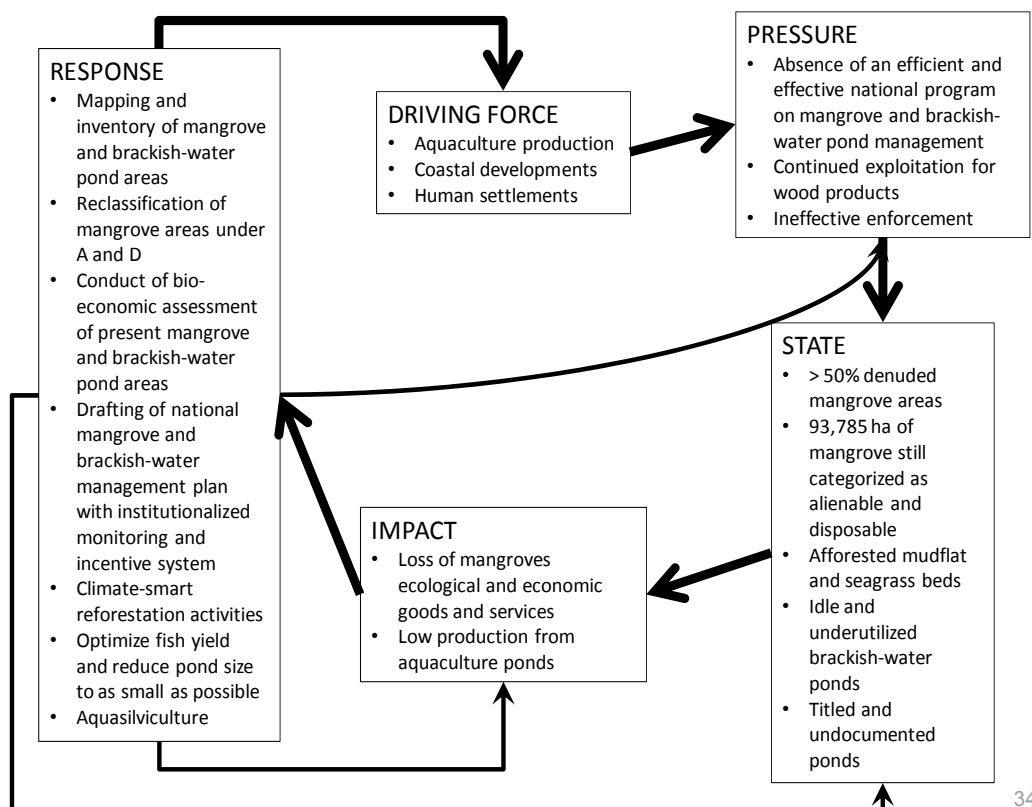 RESPONSE
• Mapping and
inventory of mangrove
and brackish-water
pond areas
• Reclassification of
mangrove areas under
A and D
• Conduct of bio-
economic assessment
of present mangrove
and brackish-water
pond areas
• Drafting of national
mangrove and
brackish-water
management plan
with institutionalized
monitoring and
incentive system
• Climate-smart
reforestation activities
• Optimize fish yield
and reduce pond size
to as small as possible
• Aquasilviculture
DRIVING FORCE
• Aquaculture production
• Coastal developments
• Human settlements
PRESSURE
• Absence of an efficient and
effective national program
on mangrove and brackish-
water pond management
• Continued exploitation for
wood products
• Ineffective enforcement
STATE
• > 50% denuded
mangrove areas
• 93,785 ha of
mangrove still
categorized as
alienable and
disposable
• Afforested mudflat
and seagrass beds
• Idle and
underutilized
brackish-water
ponds
• Titled and
undocumented
ponds
IMPACT
• Loss of mangroves
ecological and economic
goods and services
• Low production from
aquaculture ponds
34